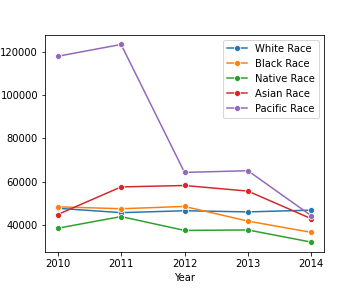 120000
100000
80000
60000
40000
White Race
Black Race
Native Race
Asian Race
Pacific Race
2010 2011 2012 2013 2014
Year